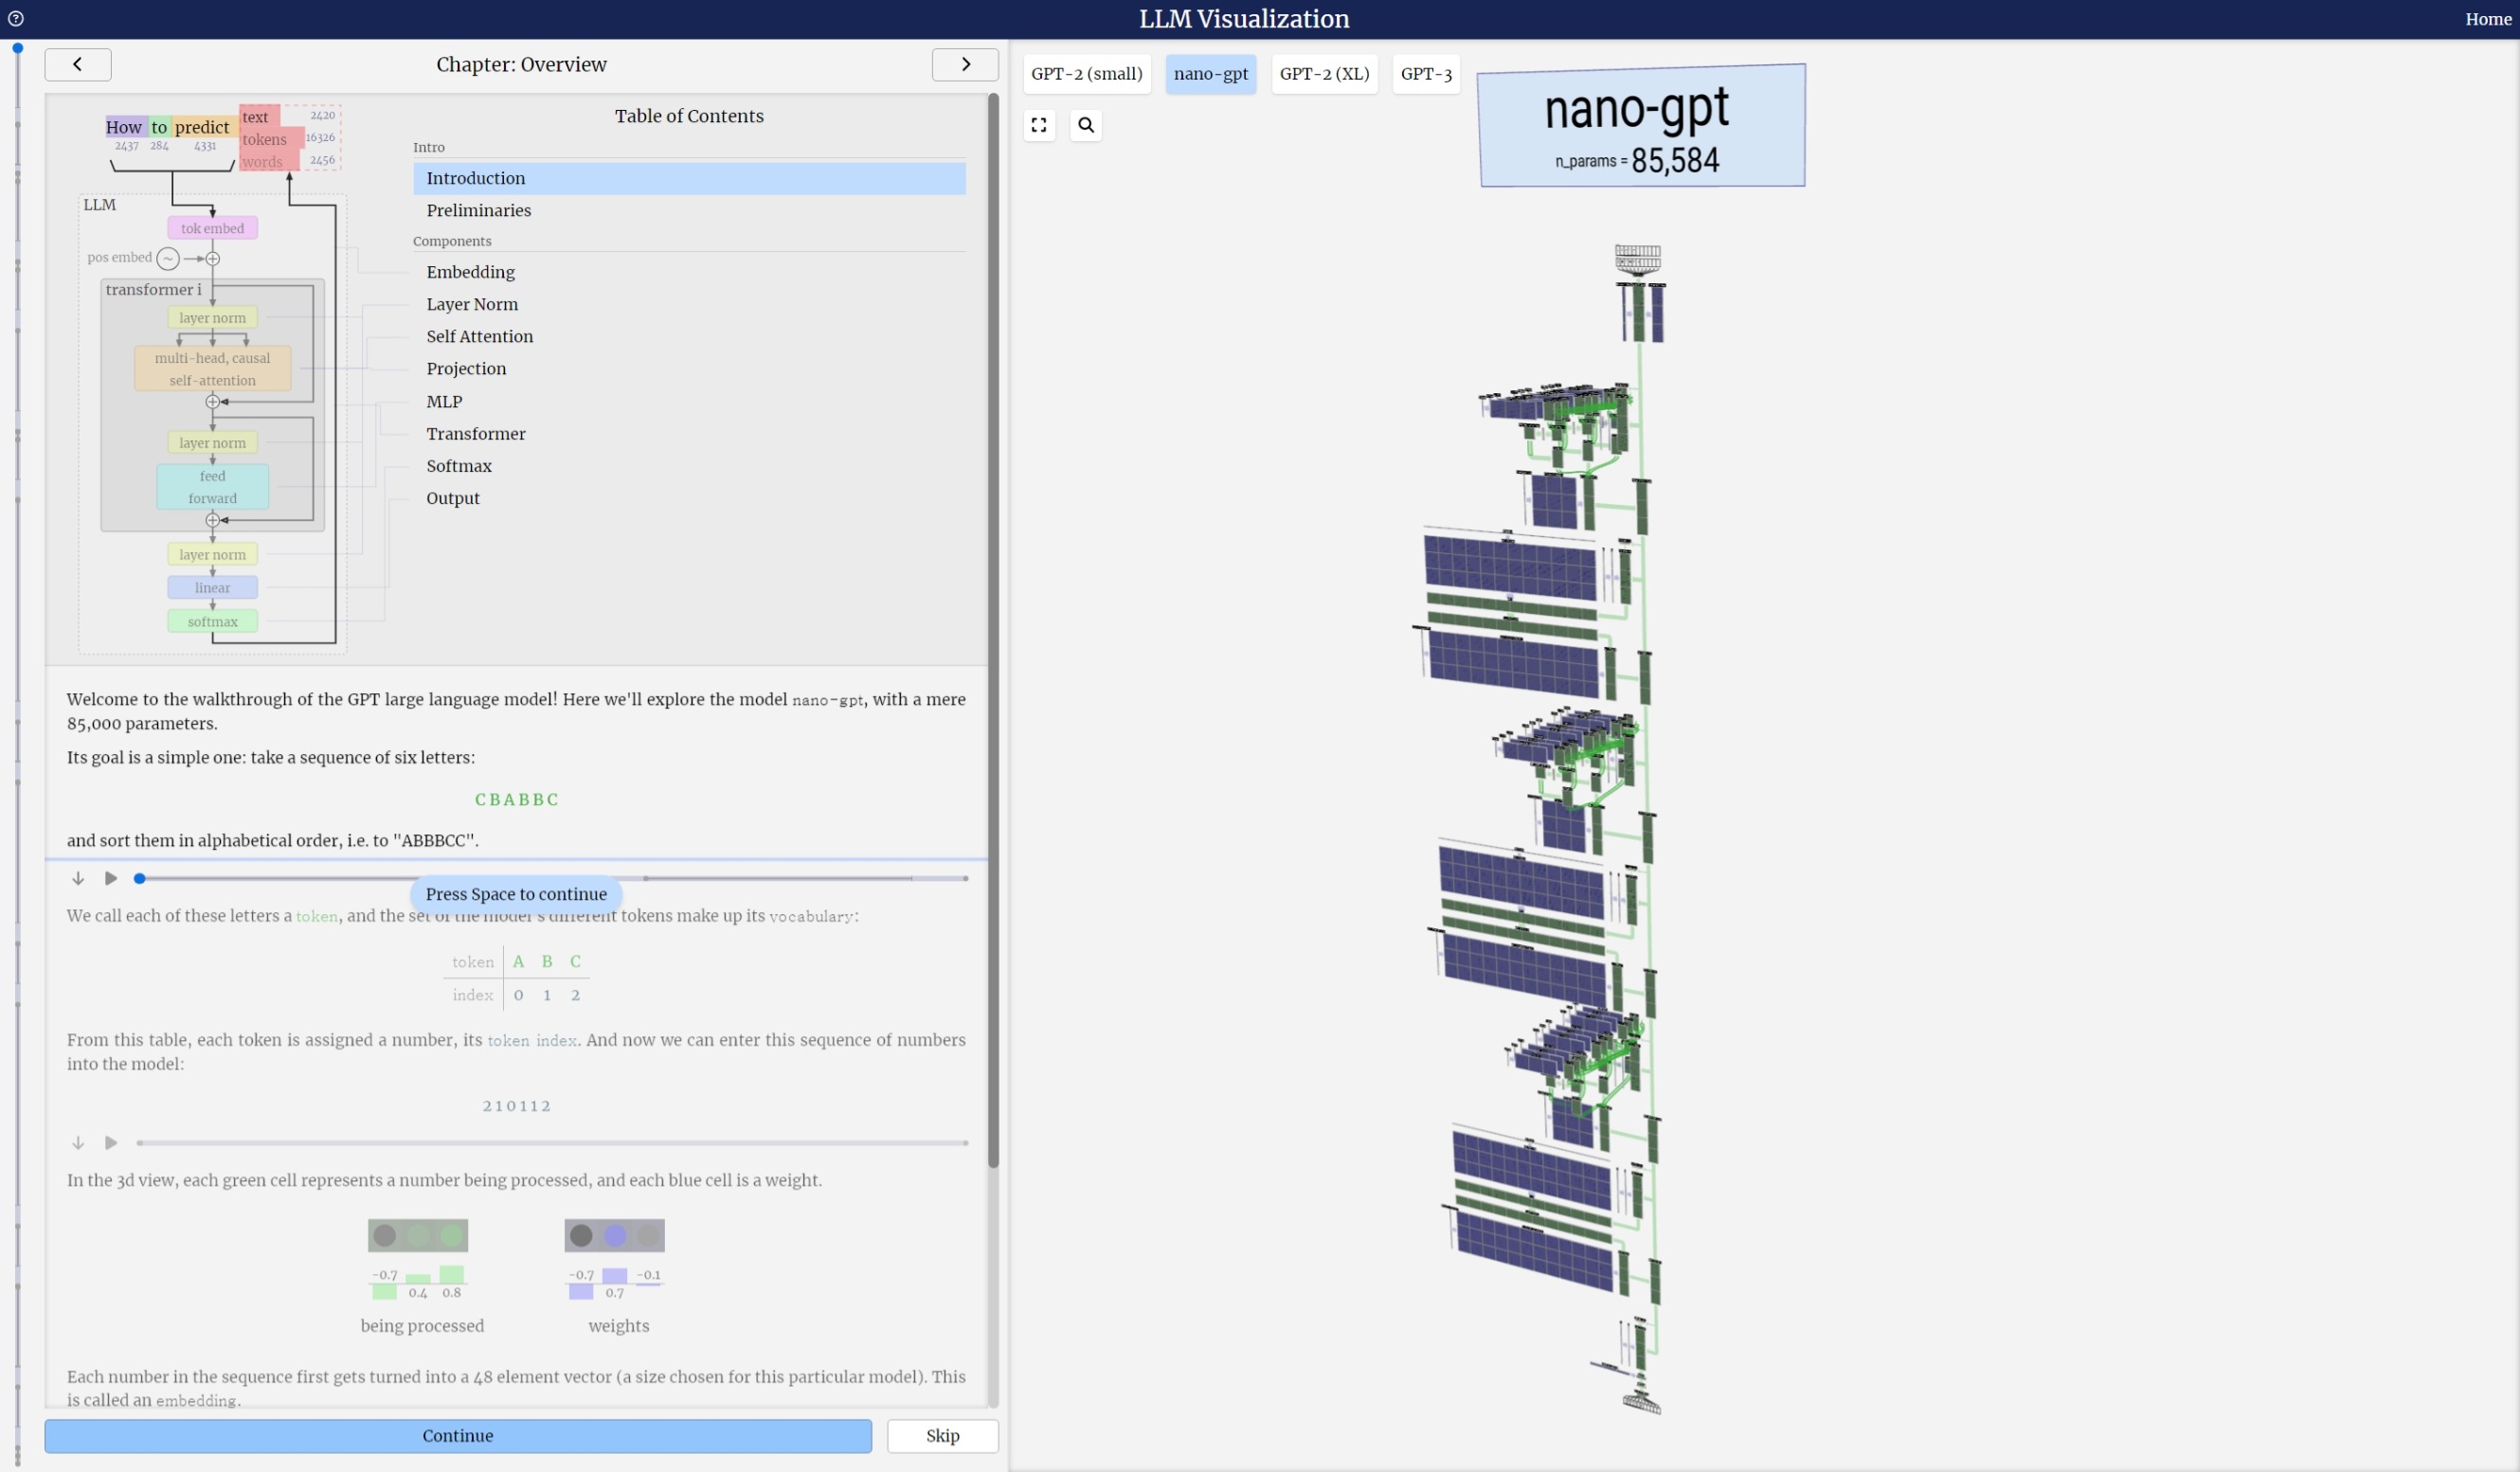 LLM Visualization
Home
Chapter: Overview
How to predict
2437 284 4331
text 2420
tokens 16326
words 2456
LLM
tok embed
pos embed ~
transformer i
layer norm
multi-head, causal
self-attention
layer norm
feed
forward
layer norm
linear
softmax
Table of Contents
Intro
Introduction
Preliminaries
Components
Embedding
Layer Norm
Self Attention
Projection
MLP
Transformer
Softmax
Output
Welcome to the walkthrough of the GPT large language model! Here we'll explore the model nano-gpt, with a mere
85,000 parameters.
Its goal is a simple one: take a sequence of six letters:
C B A B B C
and sort them in alphabetical order, i.e. to "ABBBCC".
Press Space to continue
We call each of these letters a token, and the set of the model's different tokens make up its vocabulary:
token A B C
index 0 1 2
From this table, each token is assigned a number, its token index. And now we can enter this sequence of numbers
into the model:
2 1 0 1 1 2
In the 3d view, each green cell represents a number being processed, and each blue cell is a weight.
-0.7 0.4 0.8
-0.7 0.7 -0.1
being processed
weights
Each number in the sequence first gets turned into a 48 element vector (a size chosen for this particular model). This
is called an embedding.
Continue
Skip
GPT-2 (small)
nano-gpt
GPT-2 (XL)
GPT-3
nano-gpt
n_params = 85,584